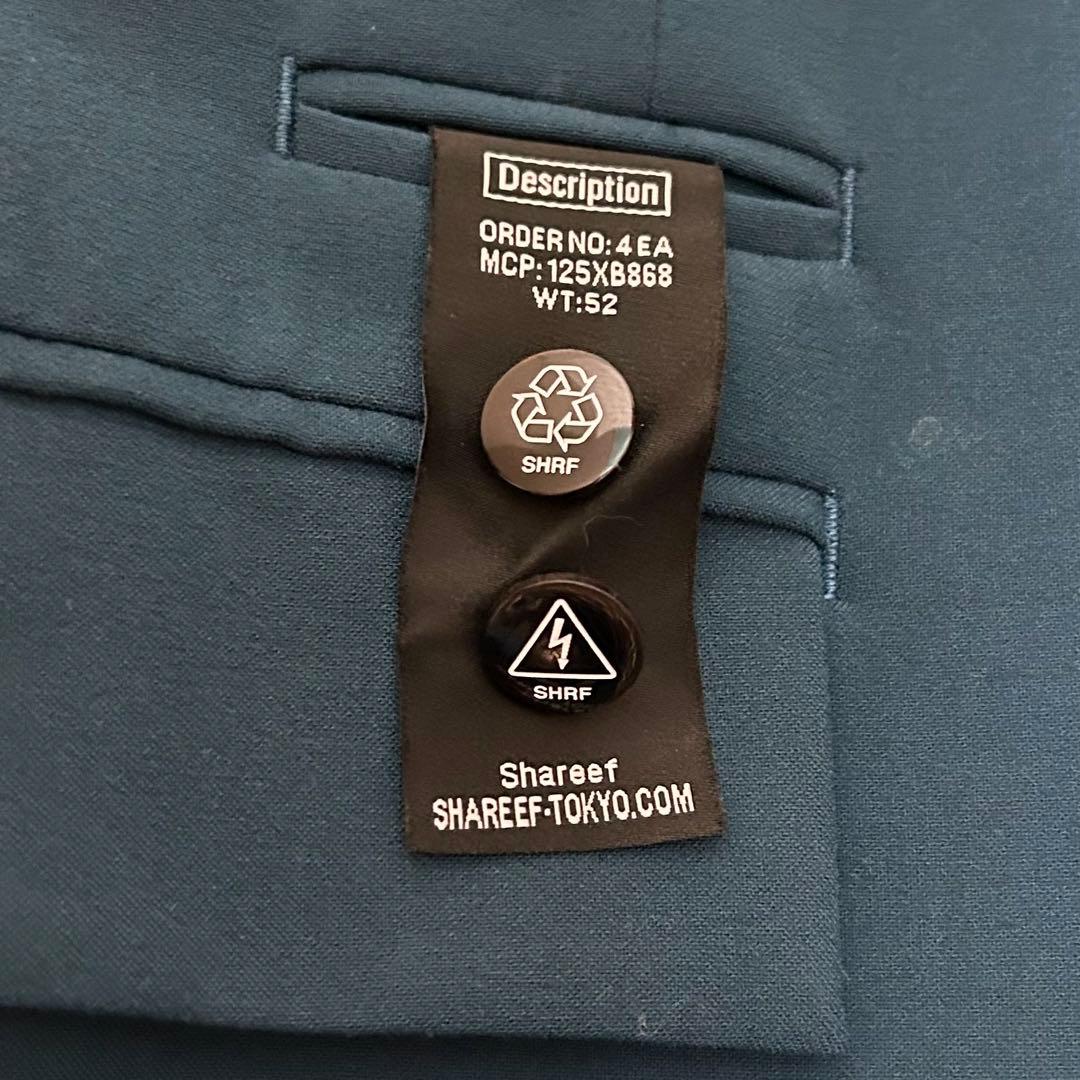 Description
ORDER NO: 4 EA
MCP: 125XB868
WT:52
SHRF
SHRF
Shareef
SHAREEF-TOKYO.COM